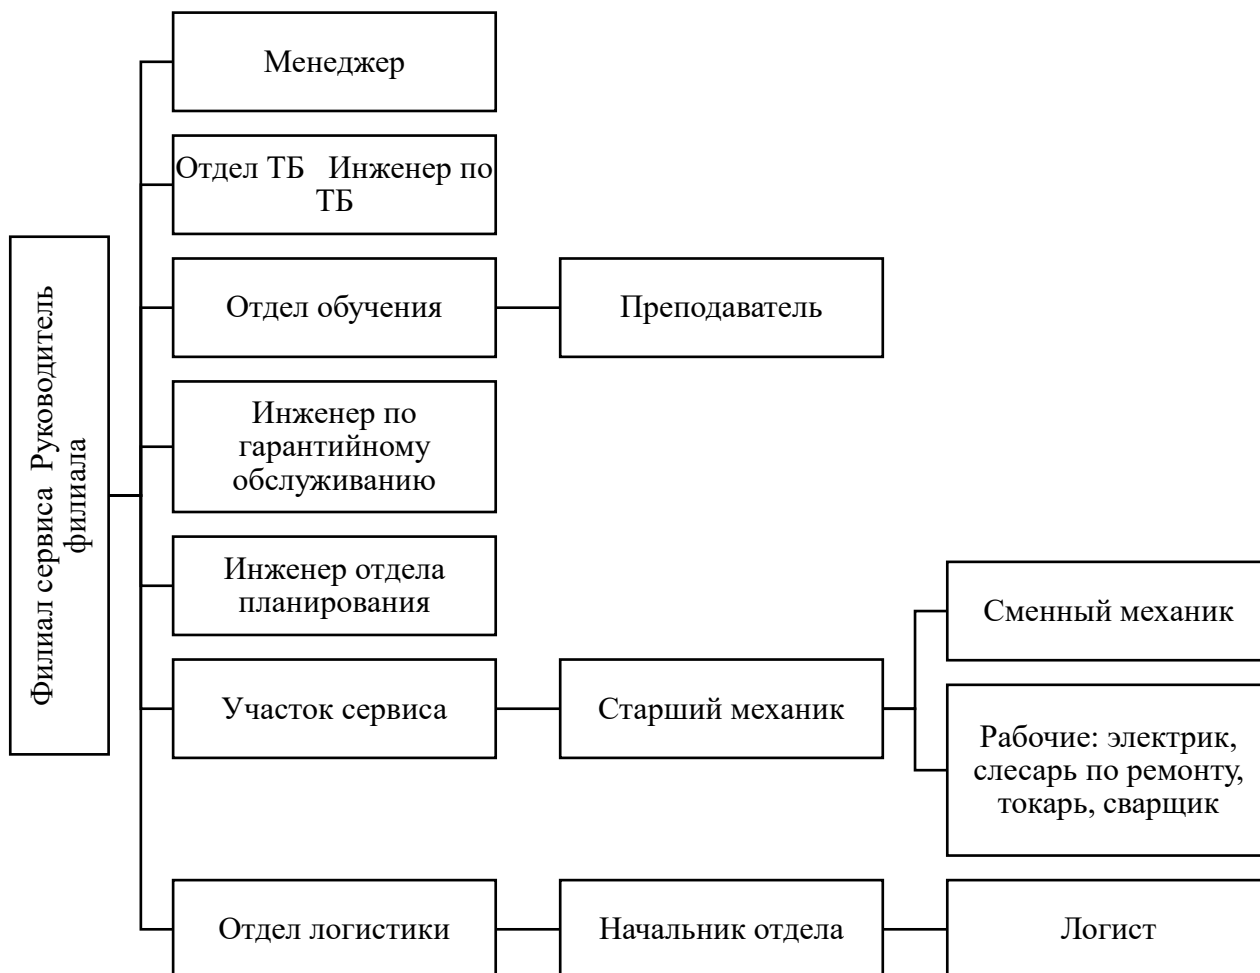 Филиал сервиса  Руководитель
филиала
Менеджер
Отдел ТБ   Инженер по
ТБ
Отдел обучения
Преподаватель
Инженер по
гарантийному
обслуживанию
Инженер отдела
планирования
Участок сервиса
Старший механик
Сменный механик
Рабочие: электрик,
слесарь по ремонту,
токарь, сварщик
Отдел логистики
Начальник отдела
Логист